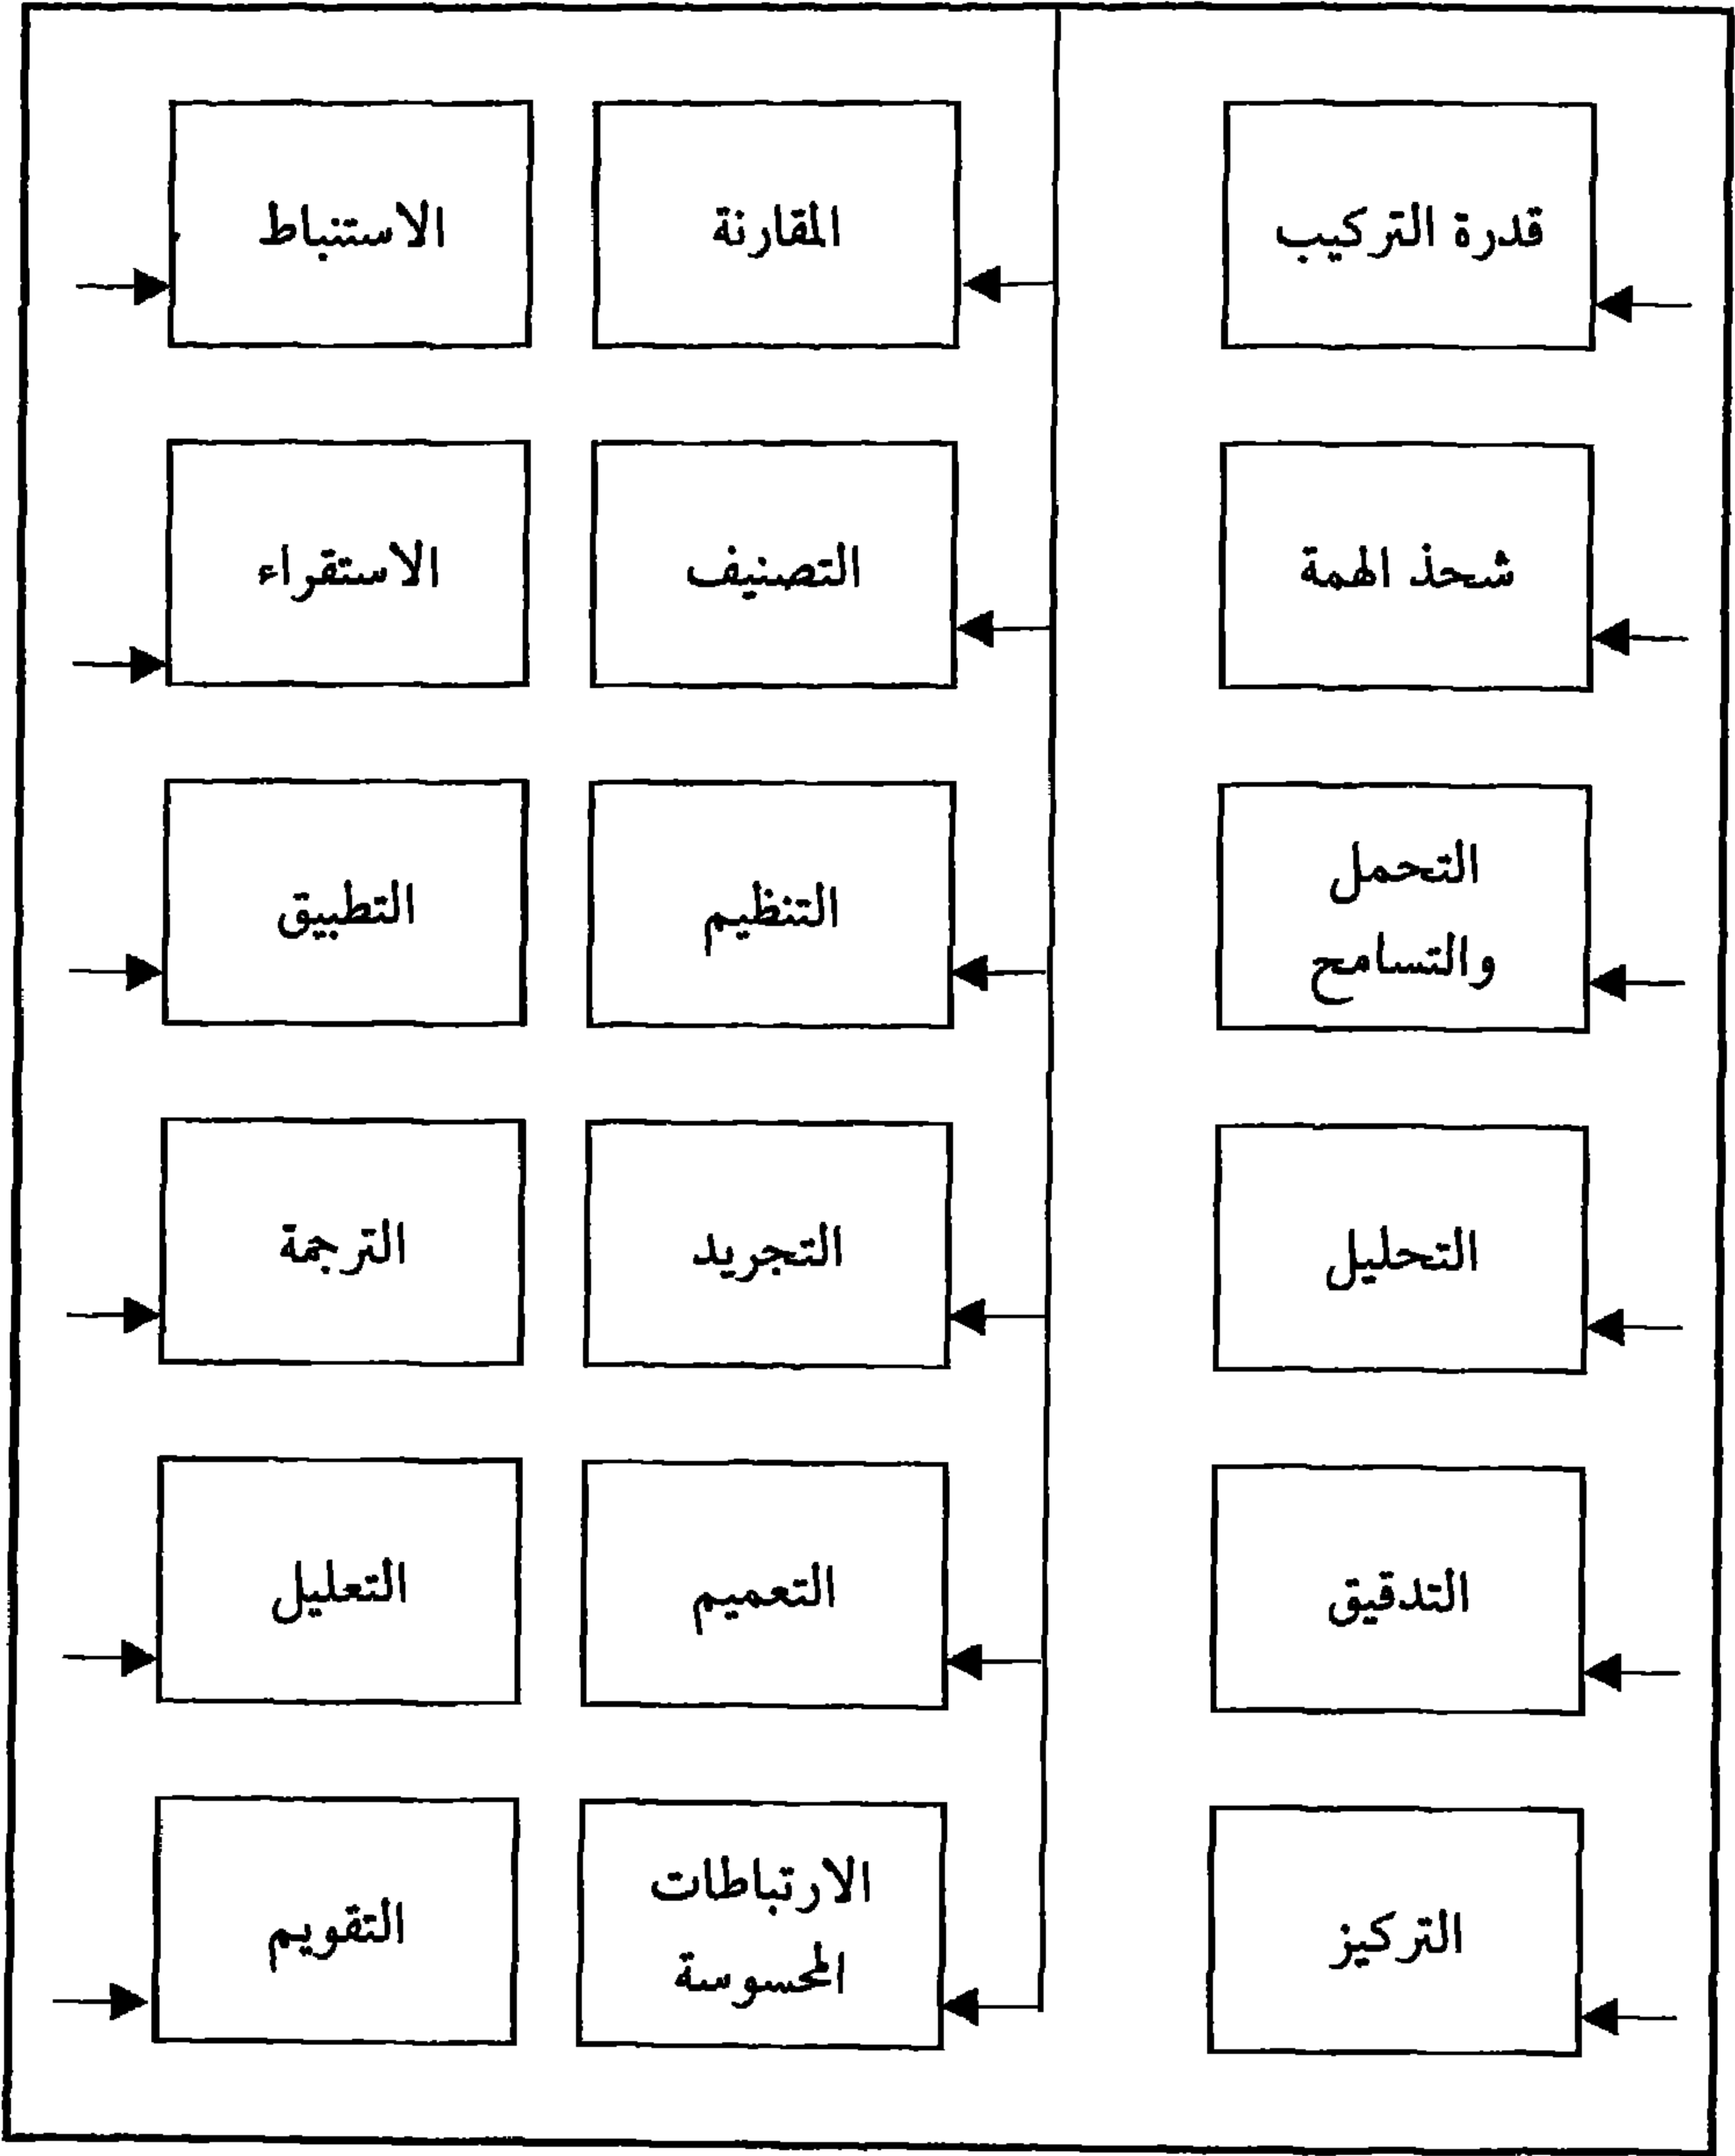 قدرة التركيب
شحذ الهمة
التحمل
والتسامح
التحليل
التدقيق
التركيز
المقارنة
التصنيف
التنظيم
التجريد
التعميم
الارتباطات
المحسوسة
الاستنباط
الاستقراء
التطبيق
الترجمة
التعليل
التقويم